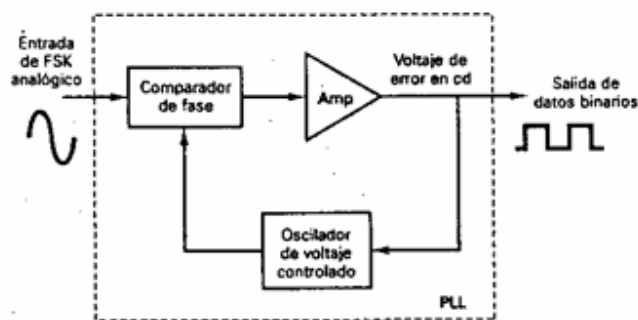 Entrada
de FSK
analógico
Comparador
de fase
Amp
Voltaje de
error en cd
Salida de
datos binarios
Oscilador
de voltaje
controlado
PLL